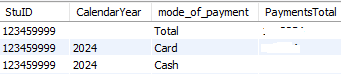 StuID CalendarYear mode_of_payment PaymentsTotal
123459999 Total
123459999 2024 Card
123459999 2024 Cash